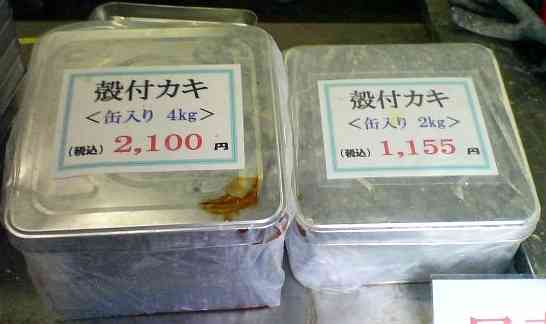 殻付カキ
<缶入り 4kg>
(税込) 2,100 円
殻付カキ
<缶入り 2kg>
(税込) 1,155 円